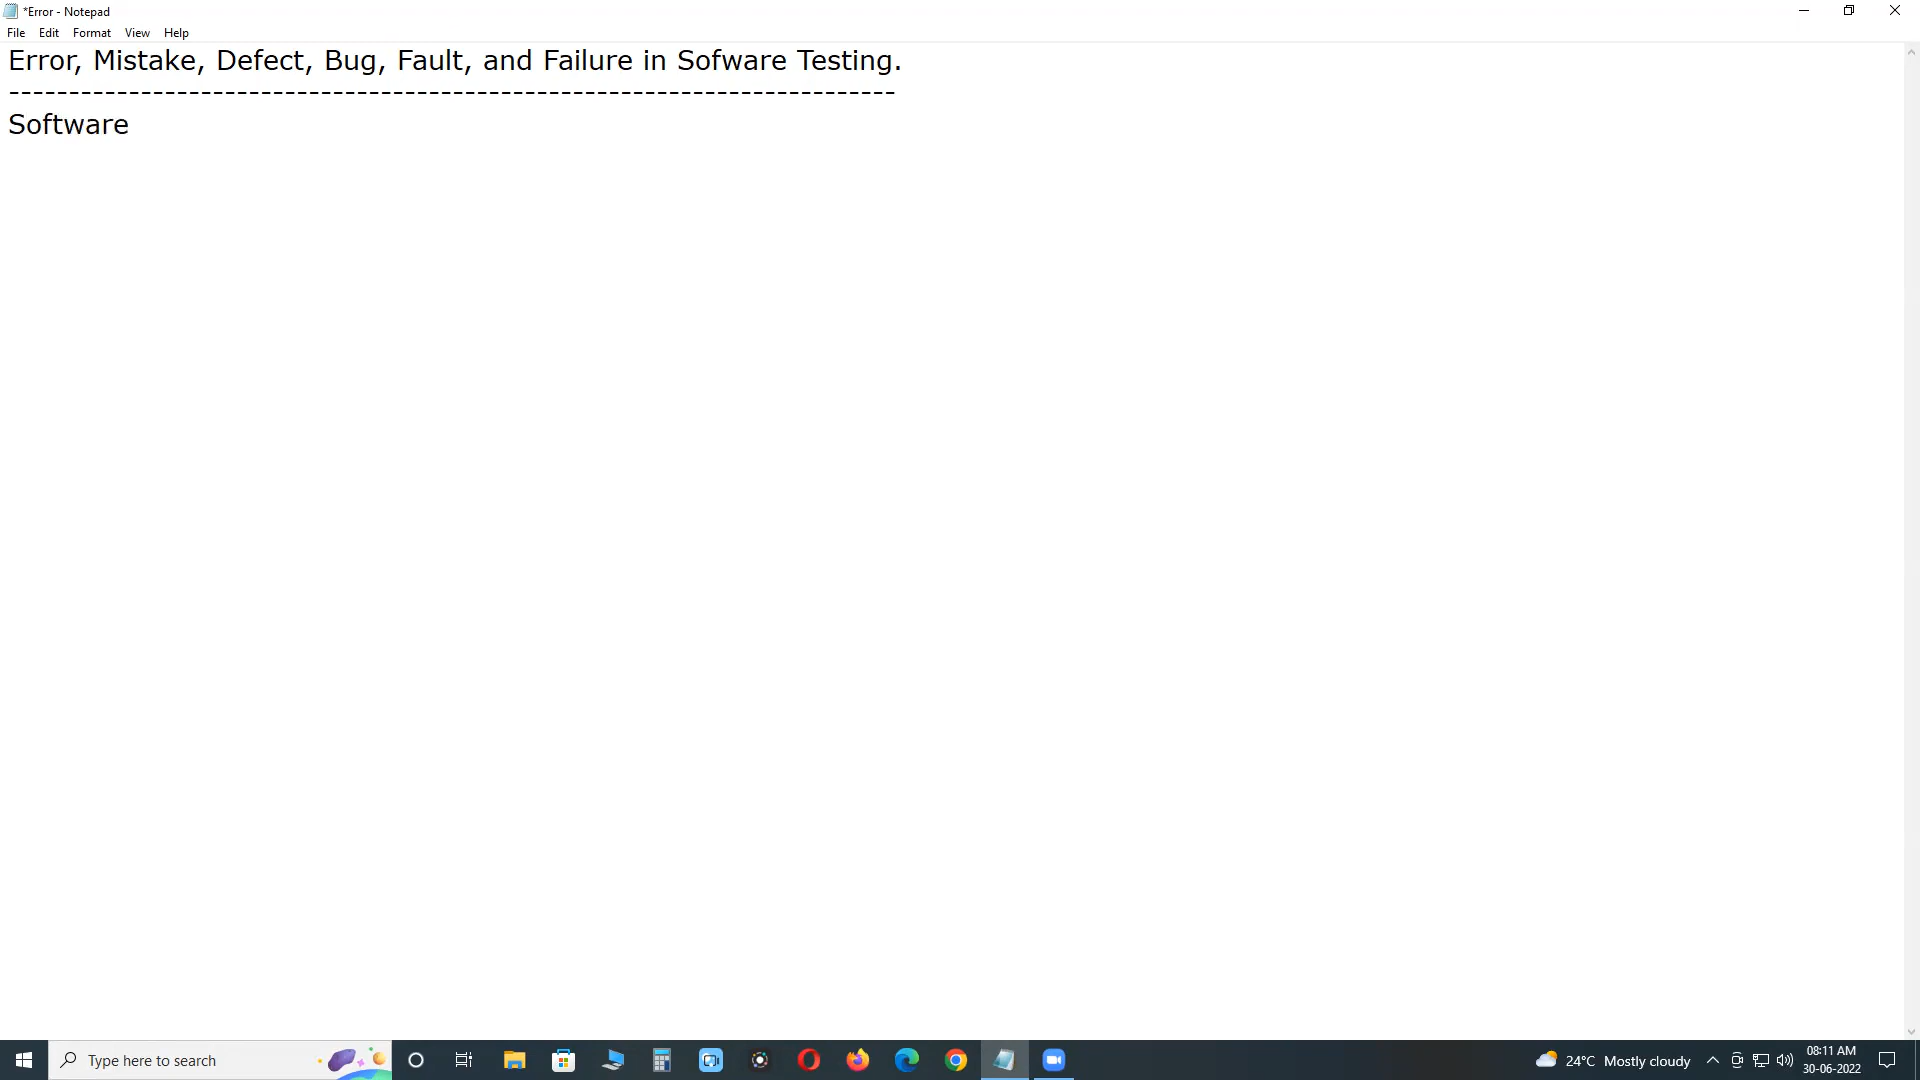 *Error - Notepad
File Edit Format View Help
Error, Mistake, Defect, Bug, Fault, and Failure in Sofware Testing.
--------------------------------------------------------------------------
Software
Type here to search
24°C Mostly cloudy
08:11 AM
30-06-2022